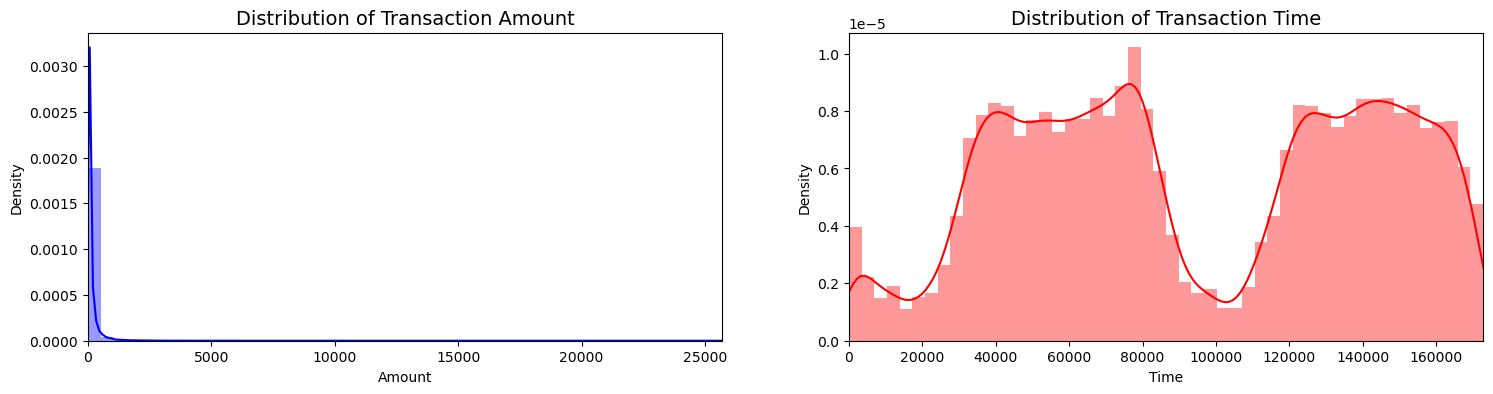 Distribution of Transaction Amount
0.0030
0.0025
0.0020
0.0015
0.0010
0.0005
0.0000
Density
0 5000 10000 15000 20000 25000
Amount
Distribution of Transaction Time
1e−5
1.0
0.8
0.6
0.4
0.2
0.0
Density
0 20000 40000 60000 80000 100000 120000 140000 160000
Time